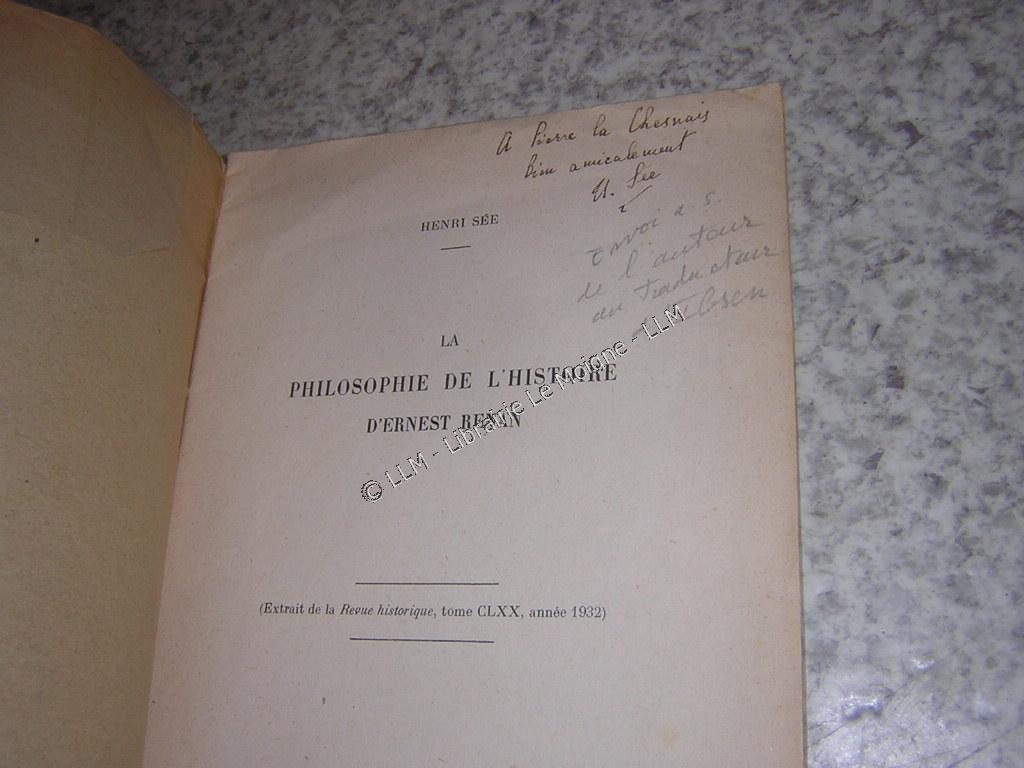 A Pierre la Chesnais
bien amicalement
H. Sée
Envoi a s.
de l'auteur
au traducteur
d'Ibsen
HENRI SÉE
LA
PHILOSOPHIE DE L'HISTOIRE
D'ERNEST RENAN
© LLM - Librairie Le Moigne - LLM
(Extrait de la Revue historique, tome CLXX, année 1932)